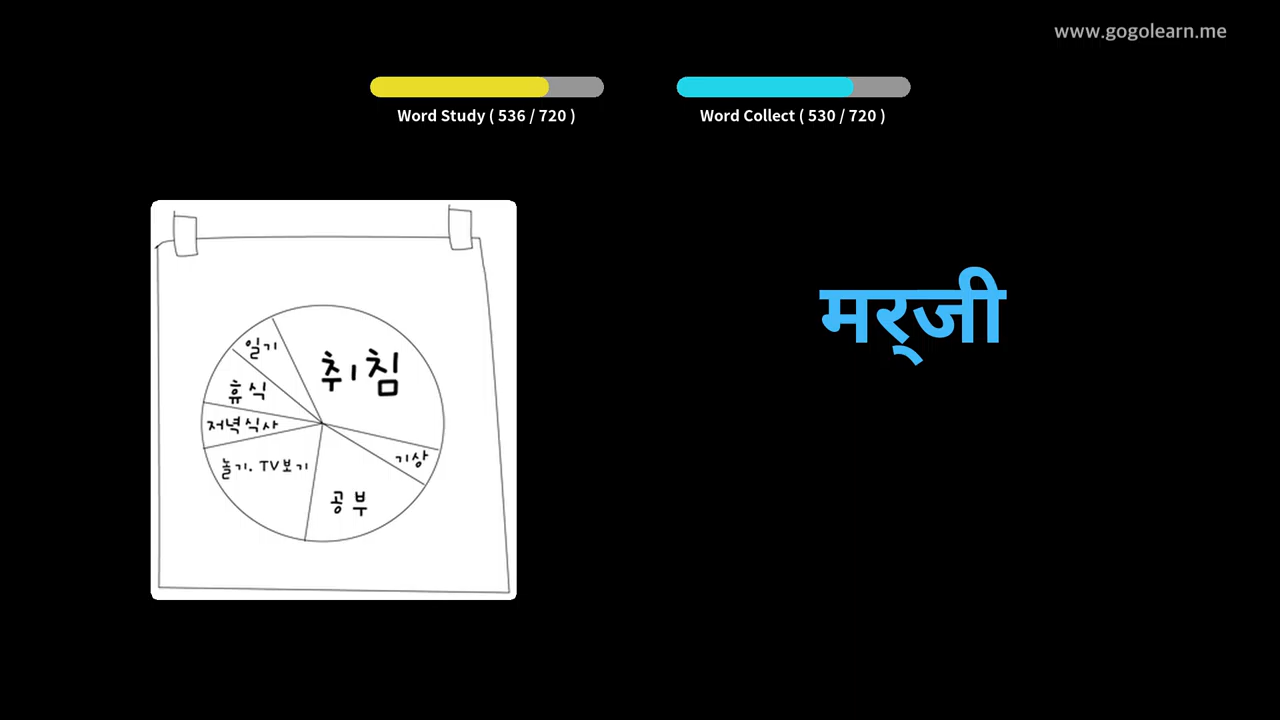 www.gogolearn.me
Word Study ( 536 / 720 )
Word Collect ( 530 / 720 )
मर्‌जी
일기
취침
휴식
저녁식사
기상
놀기. TV보기
공부